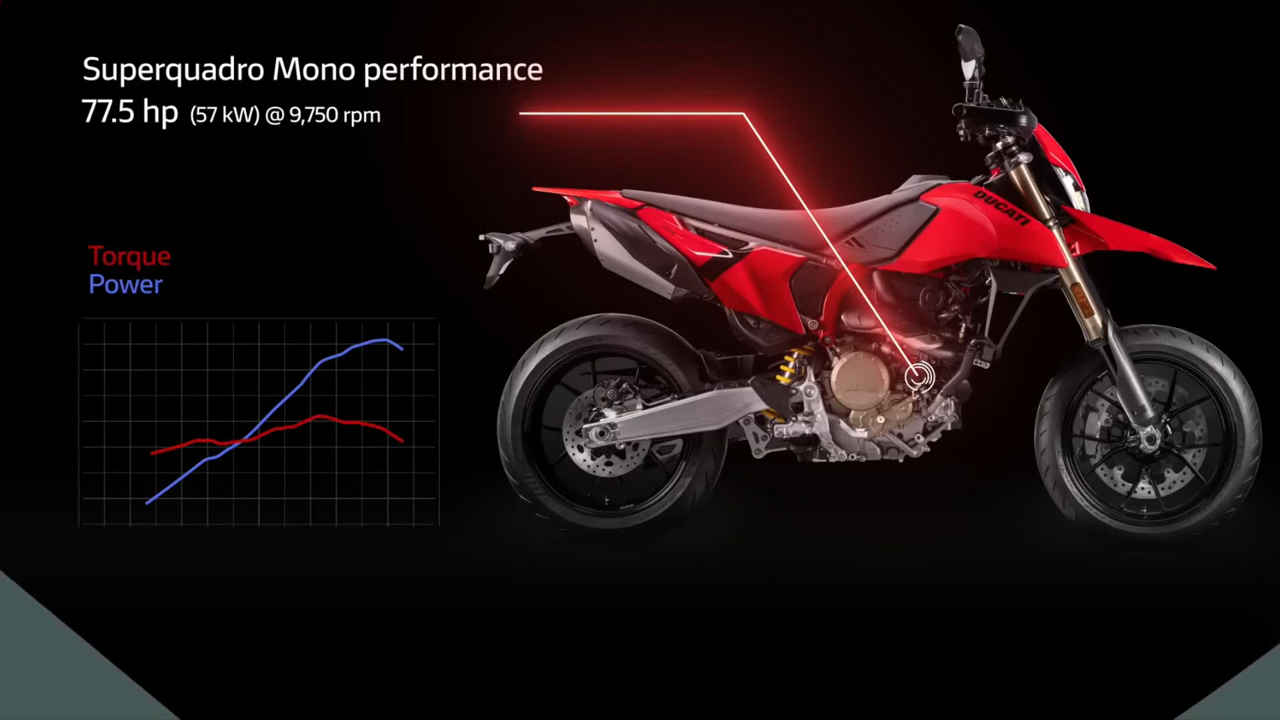 Superquadro Mono performance
77.5 hp (57 kW) @ 9,750 rpm
DUCATI
Torque
Power